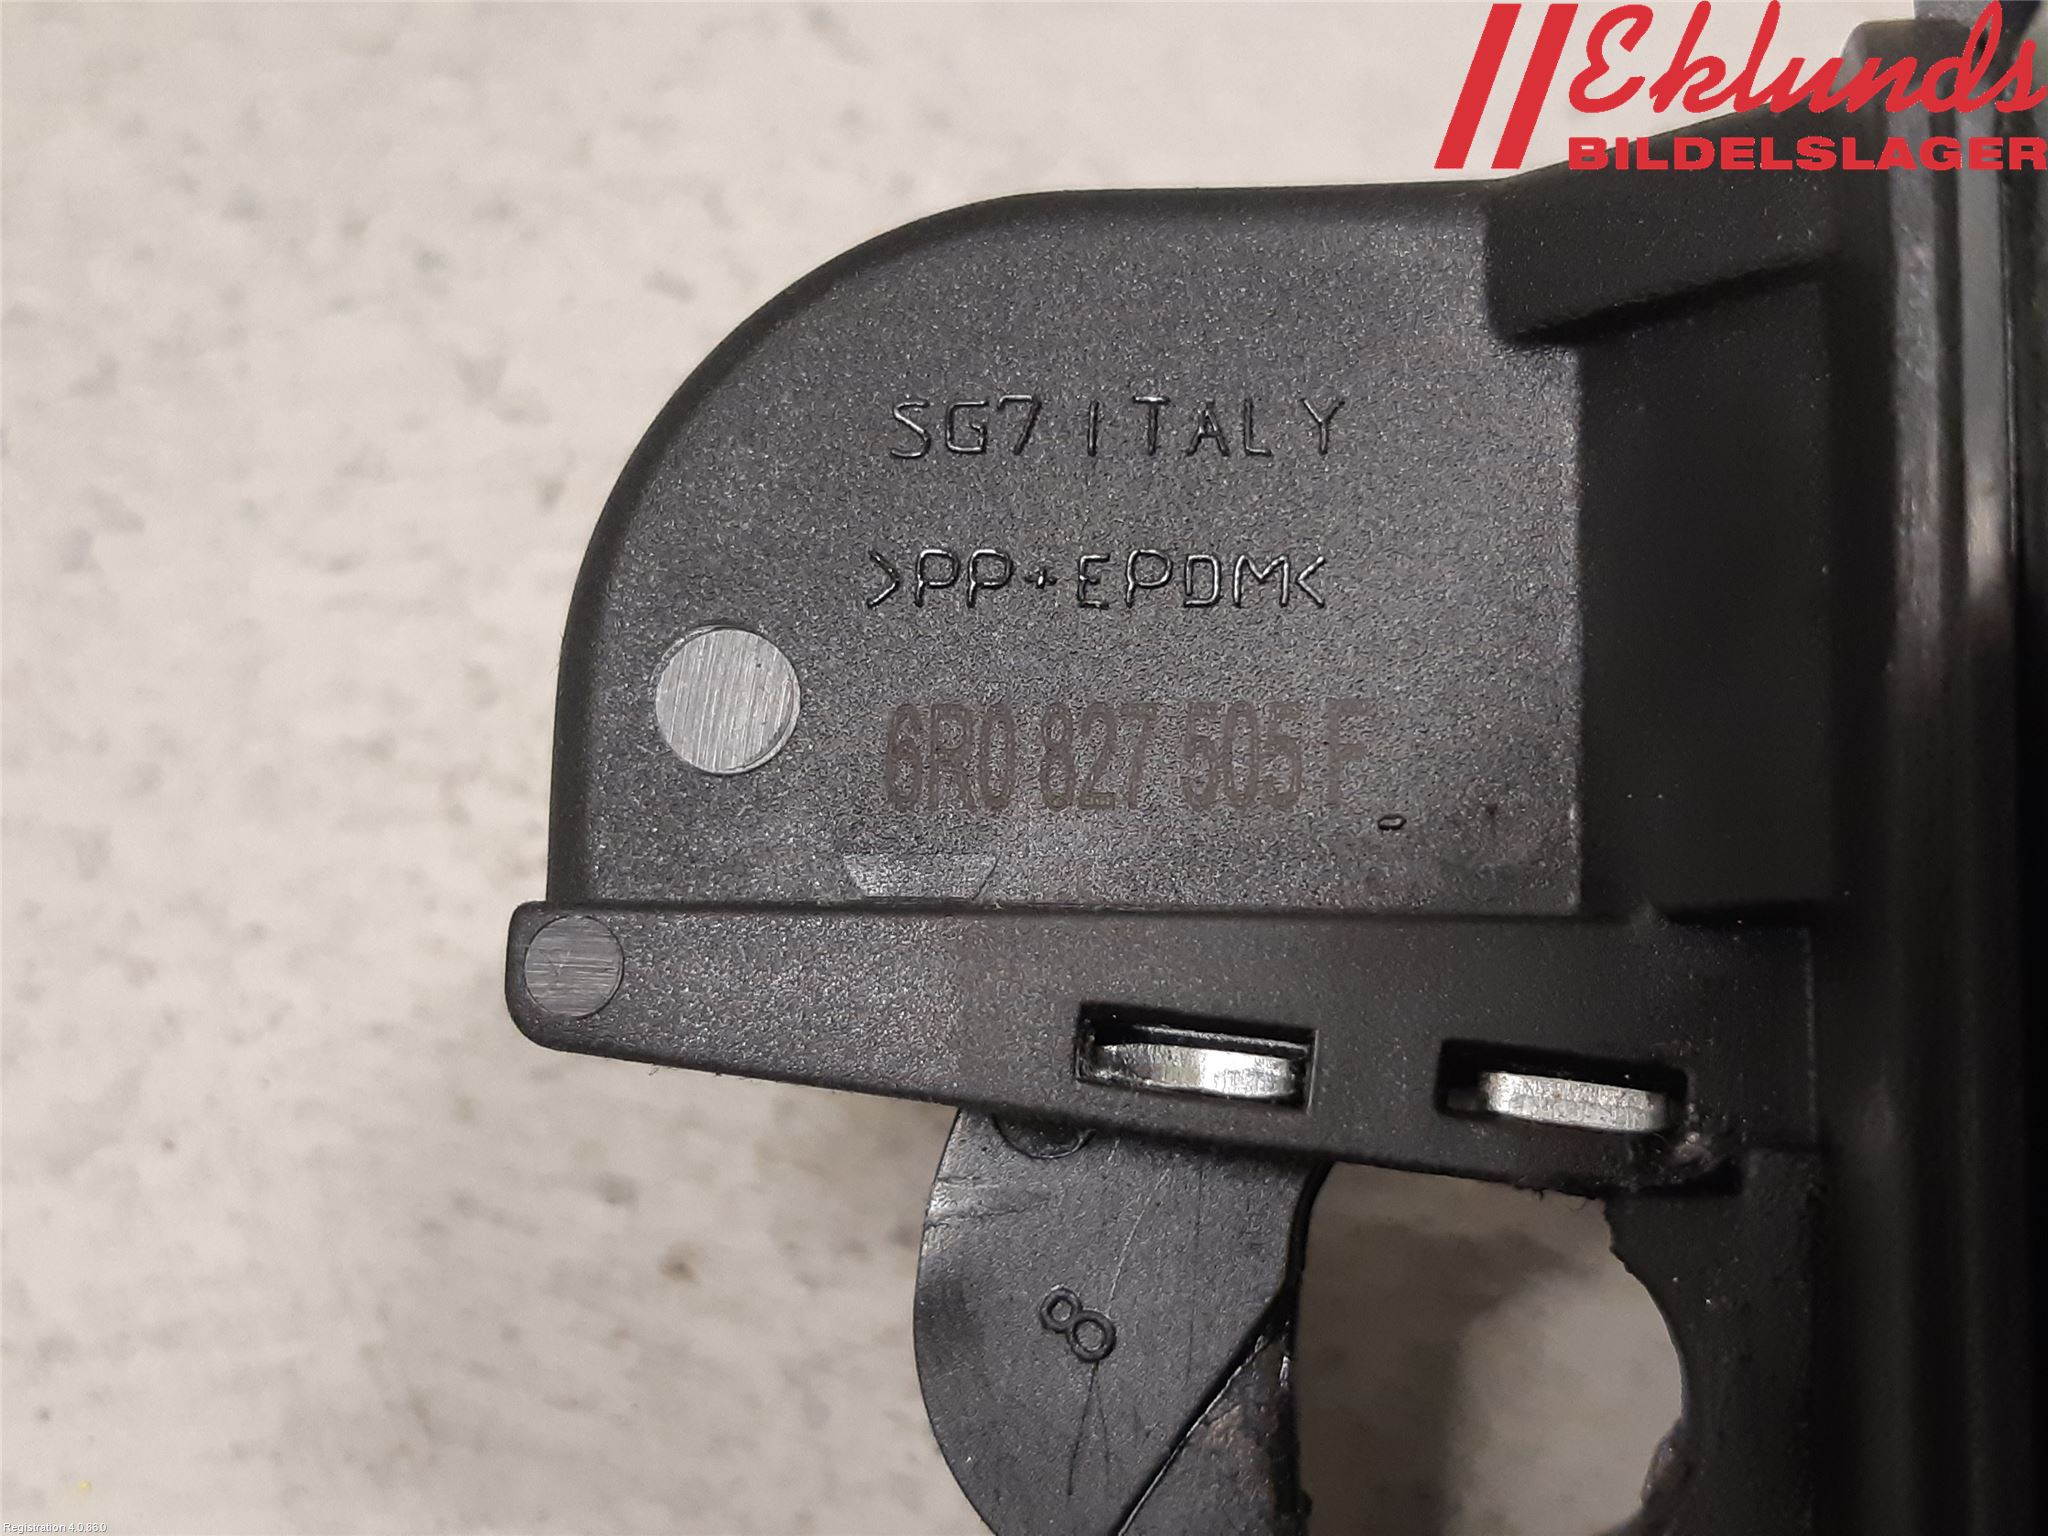 Eklunds
BILDELSLAGER
SG7 ITALY
>PP+EPDM<
6R0 827 505 F
8
Registration 4.0.86.0